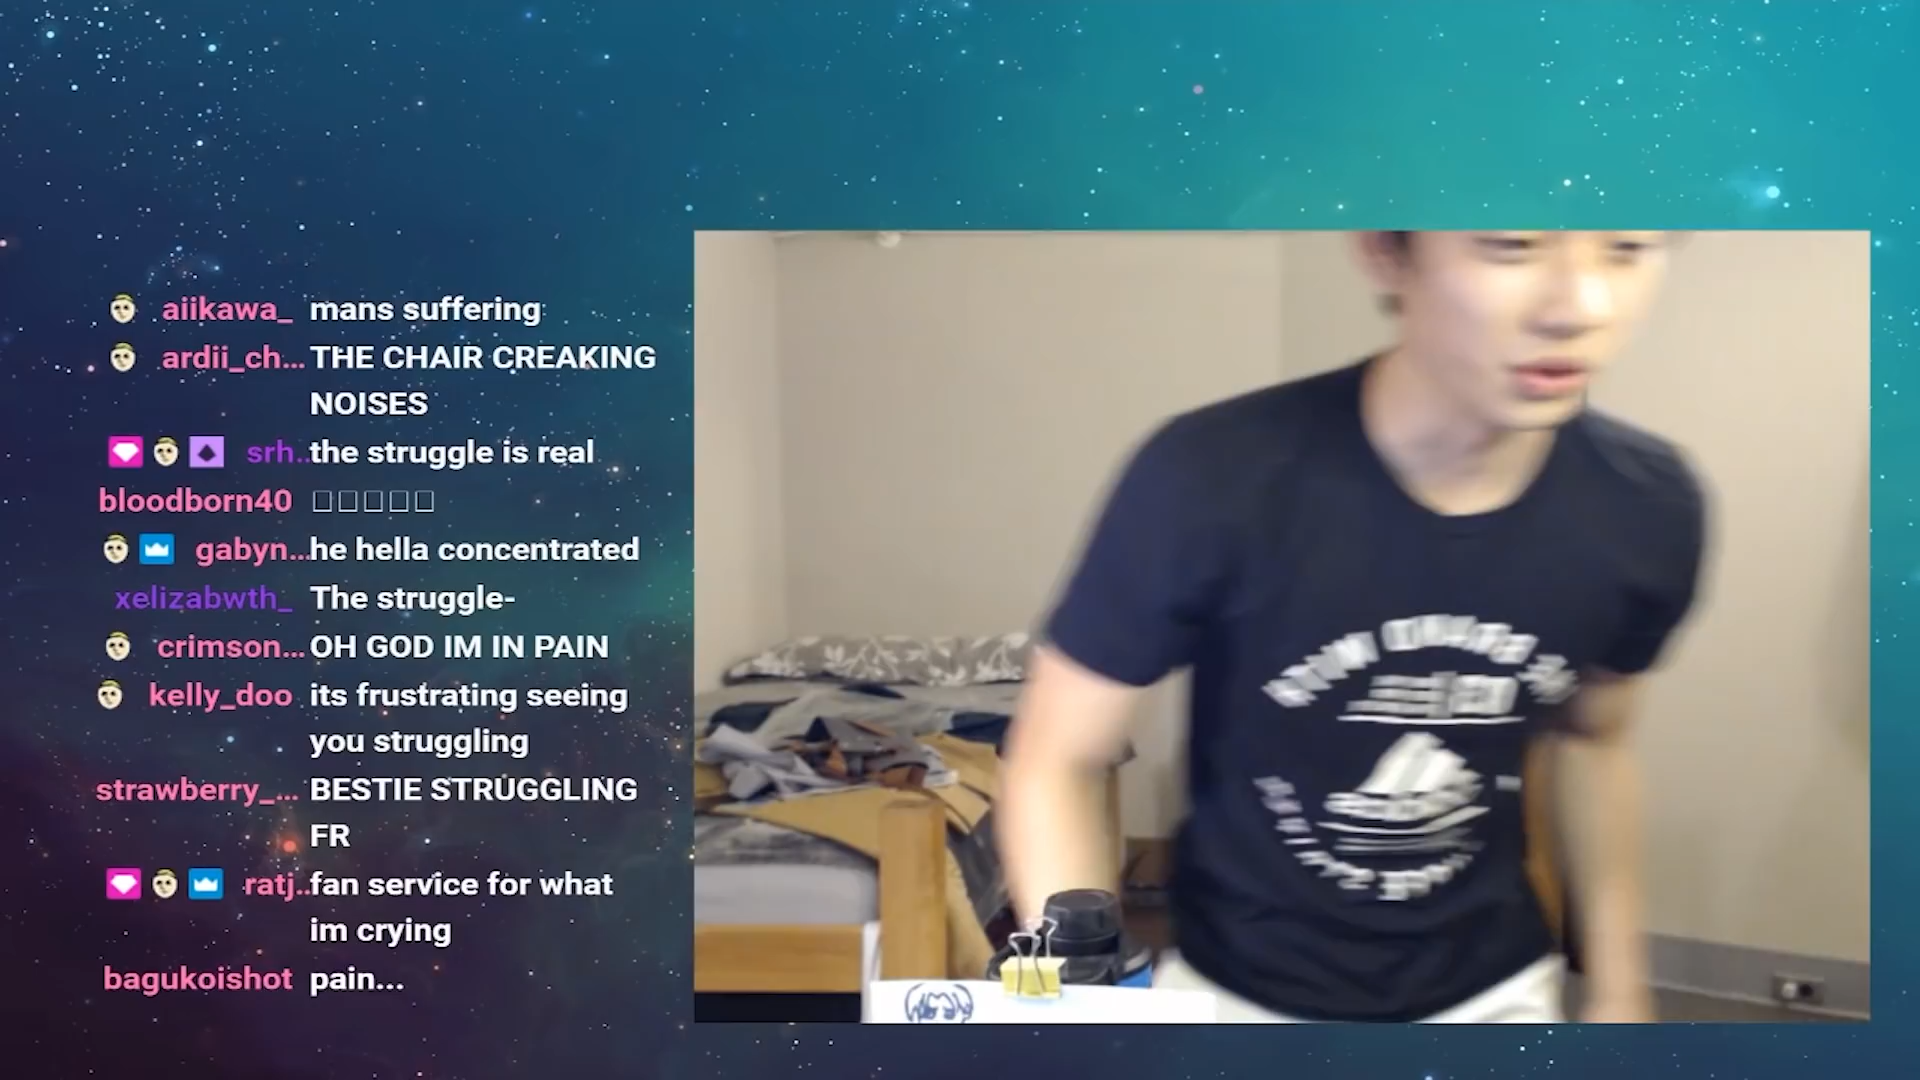 aiikawa_ mans suffering
ardii_ch... THE CHAIR CREAKING
NOISES
srh.. the struggle is real
bloodborn40
gabyn... he hella concentrated
xelizabwth_ The struggle-
crimson... OH GOD IM IN PAIN
kelly_doo its frustrating seeing
you struggling
strawberry_... BESTIE STRUGGLING
FR
ratj.. fan service for what
im crying
bagukoishot pain...